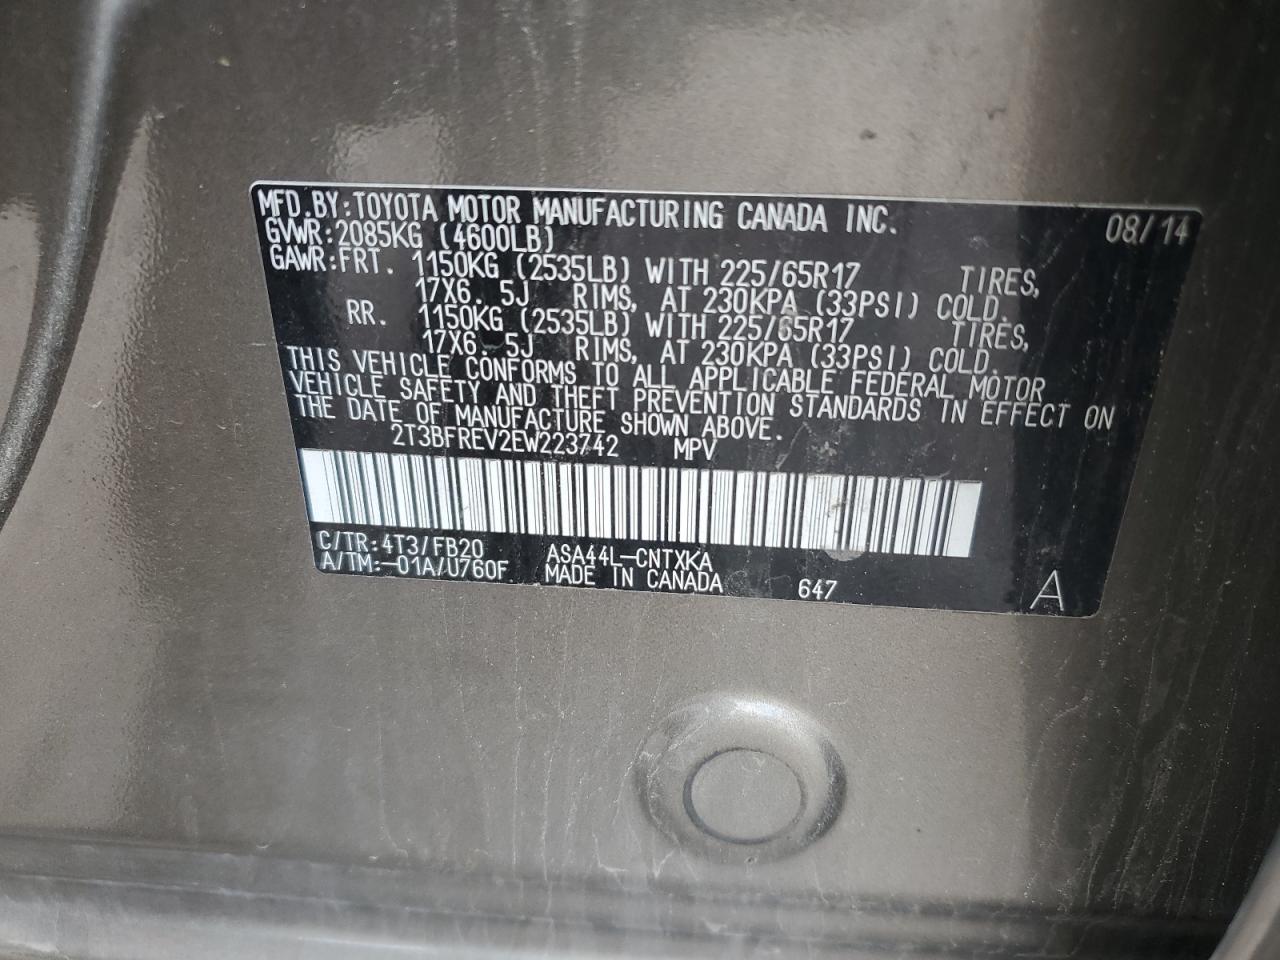 MFD.BY:TOYOTA MOTOR MANUFACTURING CANADA INC. 08/14
GVWR:2085KG (4600LB)
GAWR:FRT. 1150KG (2535LB) WITH 225/65R17 TIRES,
17X6.5J RIMS, AT 230KPA (33PSI) COLD.
RR. 1150KG (2535LB) WITH 225/65R17 TIRES,
17X6.5J RIMS, AT 230KPA (33PSI) COLD.
THIS VEHICLE CONFORMS TO ALL APPLICABLE FEDERAL MOTOR
VEHICLE SAFETY AND THEFT PREVENTION STANDARDS IN EFFECT ON
THE DATE OF MANUFACTURE SHOWN ABOVE.
2T3BFREV2EW223742 MPV
C/TR:4T3/FB20 ASA44L-CNTXKA
A/TM:-01A/U760F MADE IN CANADA 647 A